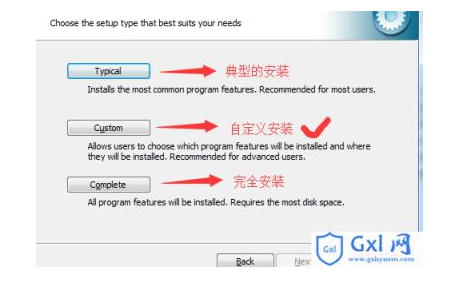 Choose the setup type that best suits your needs
Typical 典型的安装
Installs the most common program features. Recommended for most users.
Custom 自定义安装
Allows users to choose which program features will be installed and where
they will be installed. Recommended for advanced users.
Complete 完全安装
All program features will be installed. Requires the most disk space.
Back
Gxl Gxl 网
www.gxlsystem.com